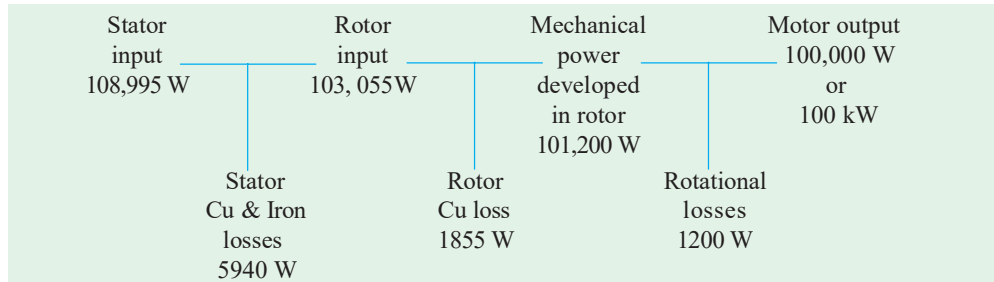 Stator
input
108,995 W
Rotor
input
103, 055W
Mechanical
power
developed
in rotor
101,200 W
Motor output
100,000 W
or
100 kW
Stator
Cu & Iron
losses
5940 W
Rotor
Cu loss
1855 W
Rotational
losses
1200 W